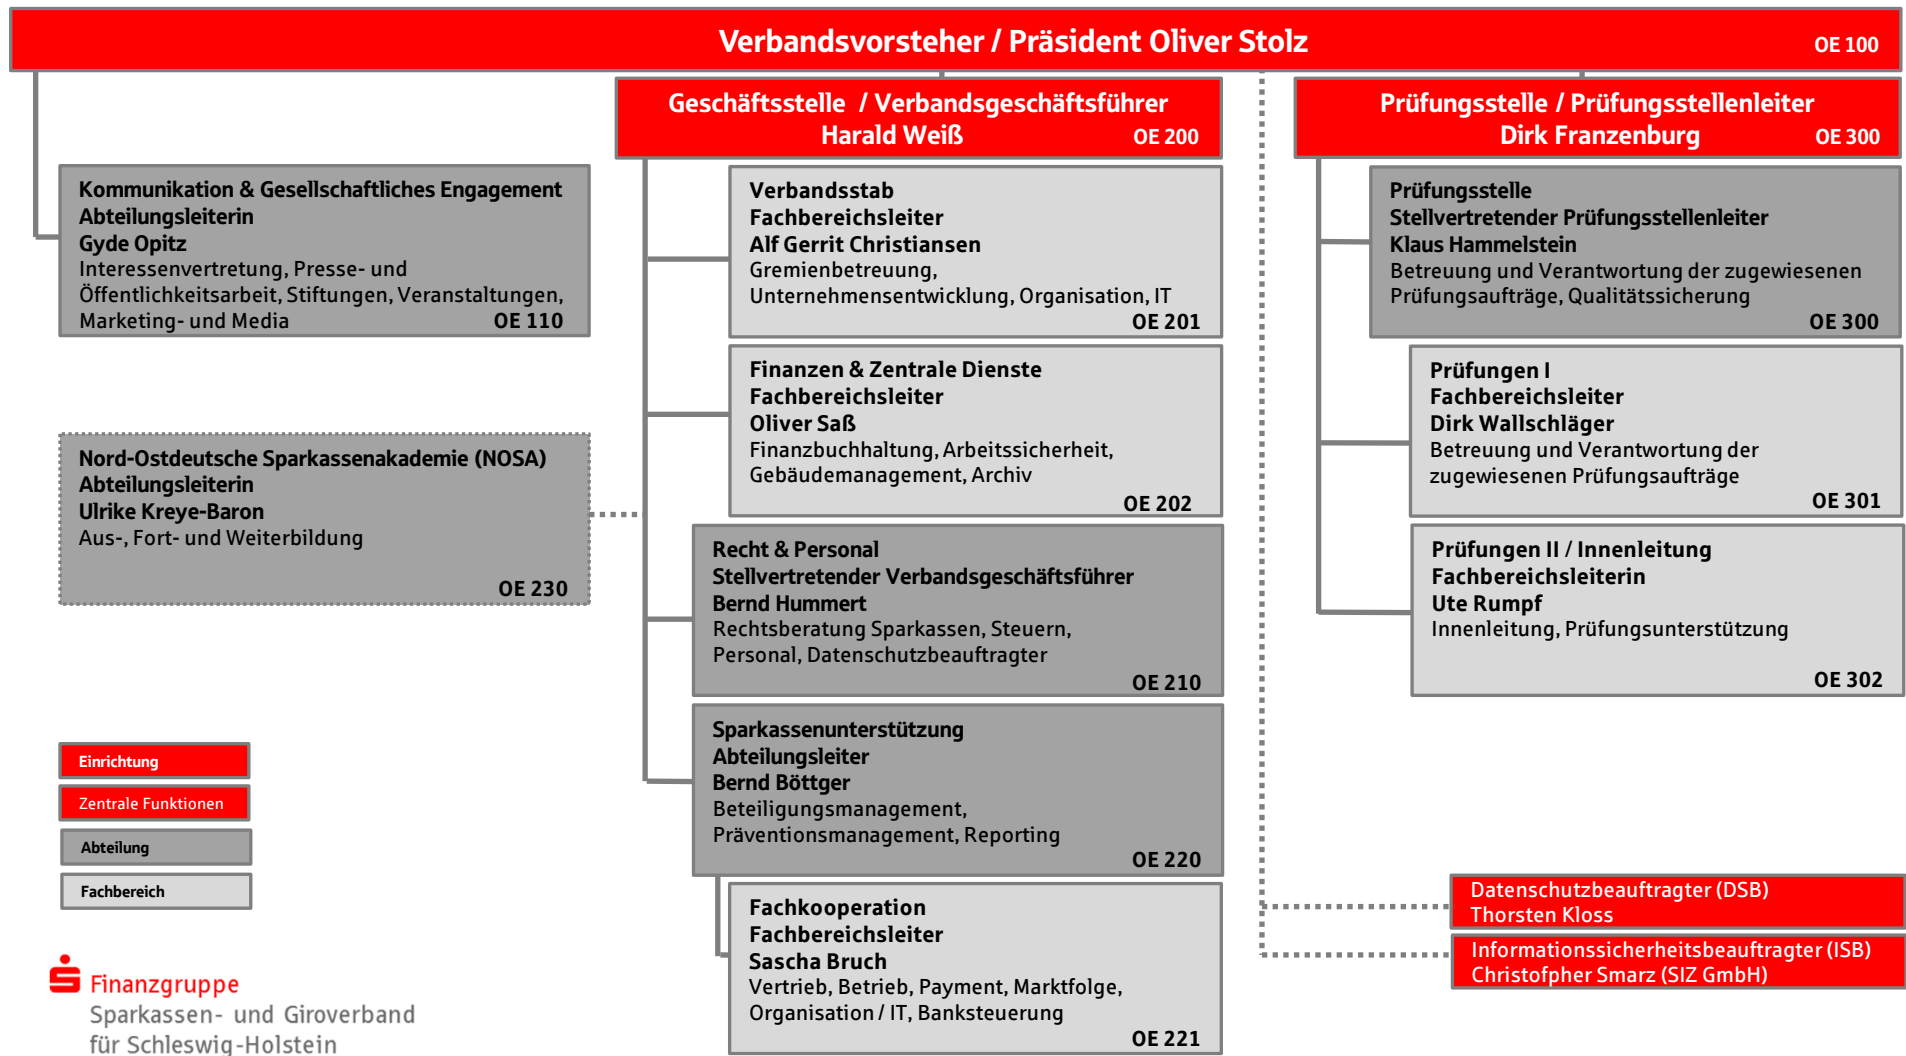 Verbandsvorsteher / Präsident Oliver Stolz
OE 100
Geschäftsstelle / Verbandsgeschäftsführer
Harald Weiß
OE 200
Prüfungsstelle / Prüfungsstellenleiter
Dirk Franzenburg
OE 300
Kommunikation & Gesellschaftliches Engagement
Abteilungsleiterin
Gyde Opitz
Interessenvertretung, Presse- und
Öffentlichkeitsarbeit, Stiftungen, Veranstaltungen,
Marketing- und Media
OE 110
Nord-Ostdeutsche Sparkassenakademie (NOSA)
Abteilungsleiterin
Ulrike Kreye-Baron
Aus-, Fort- und Weiterbildung
OE 230
Verbandsstab
Fachbereichsleiter
Alf Gerrit Christiansen
Gremienbetreuung,
Unternehmensentwicklung, Organisation, IT
OE 201
Finanzen & Zentrale Dienste
Fachbereichsleiter
Oliver Saß
Finanzbuchhaltung, Arbeitssicherheit,
Gebäudemanagement, Archiv
OE 202
Recht & Personal
Stellvertretender Verbandsgeschäftsführer
Bernd Hummert
Rechtsberatung Sparkassen, Steuern,
Personal, Datenschutzbeauftragter
OE 210
Sparkassenunterstützung
Abteilungsleiter
Bernd Böttger
Beteiligungsmanagement,
Präventionsmanagement, Reporting
OE 220
Fachkooperation
Fachbereichsleiter
Sascha Bruch
Vertrieb, Betrieb, Payment, Marktfolge,
Organisation / IT, Banksteuerung
OE 221
Prüfungsstelle
Stellvertretender Prüfungsstellenleiter
Klaus Hammelstein
Betreuung und Verantwortung der zugewiesenen
Prüfungsaufträge, Qualitätssicherung
OE 300
Prüfungen I
Fachbereichsleiter
Dirk Wallschläger
Betreuung und Verantwortung der
zugewiesenen Prüfungsaufträge
OE 301
Prüfungen II / Innenleitung
Fachbereichsleiterin
Ute Rumpf
Innenleitung, Prüfungsunterstützung
OE 302
Datenschutzbeauftragter (DSB)
Thorsten Kloss
Informationssicherheitsbeauftragter (ISB)
Christofpher Smarz (SIZ GmbH)
Einrichtung
Zentrale Funktionen
Abteilung
Fachbereich
Finanzgruppe
Sparkassen- und Giroverband
für Schleswig-Holstein